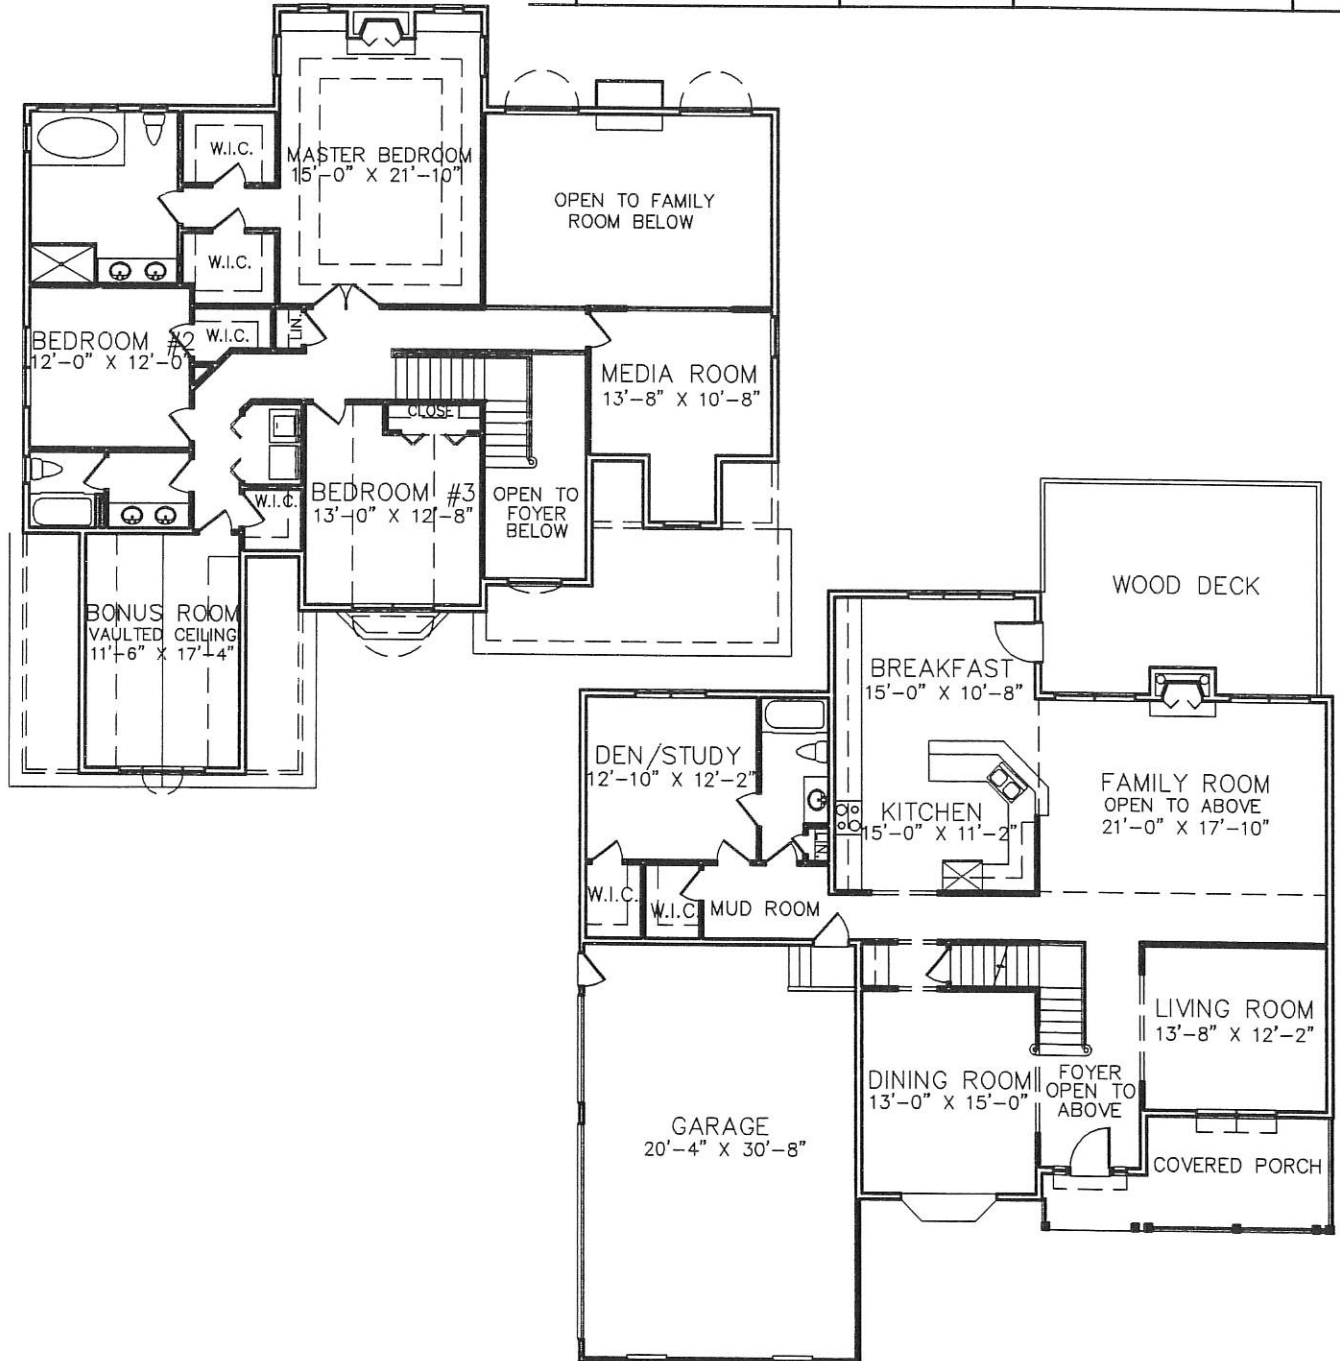 W.I.C.
MASTER BEDROOM
15'-0" X 21'-10"
OPEN TO FAMILY
ROOM BELOW
W.I.C.
BEDROOM #2
12'-0" X 12'-0"
W.I.C.
LIN.
MEDIA ROOM
13'-8" X 10'-8"
CLOSET
W.I.C.
BEDROOM #3
13'-0" X 12'-8"
OPEN TO
FOYER
BELOW
BONUS ROOM
VAULTED CEILING
11'-6" X 17'-4"
WOOD DECK
BREAKFAST
15'-0" X 10'-8"
DEN/STUDY
12'-10" X 12'-2"
FAMILY ROOM
OPEN TO ABOVE
21'-0" X 17'-10"
KITCHEN
15'-0" X 11'-2"
LIN.
W.I.C.
W.I.C.
MUD ROOM
LIVING ROOM
13'-8" X 12'-2"
DINING ROOM
13'-0" X 15'-0"
FOYER
OPEN TO
ABOVE
GARAGE
20'-4" X 30'-8"
COVERED PORCH